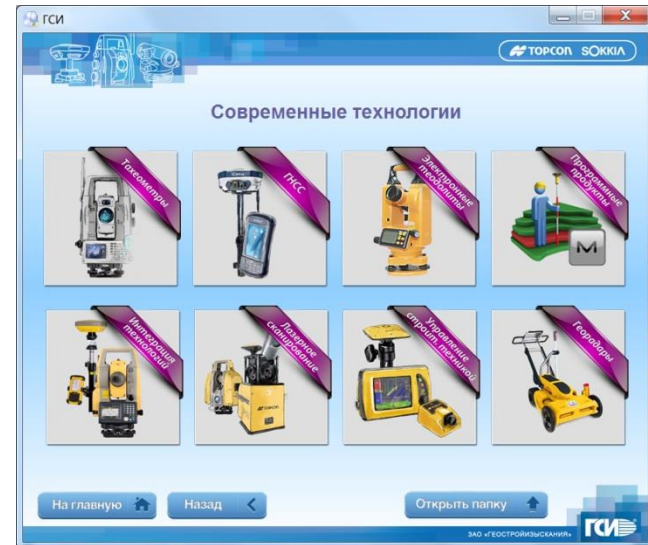 ГСИ
TOPCON SOKKIA
Современные технологии
Тахеометры
ГНСС
Электронные
теодолиты
Программные
продукты
M
Интеграция
технологий
Лазерное
сканирование
Управление
строит. техникой
Георадары
TOPCON
На главную
Назад
Открыть папку
ЗАО «ГЕОСТРОЙИЗЫСКАНИЯ»
ГСИ